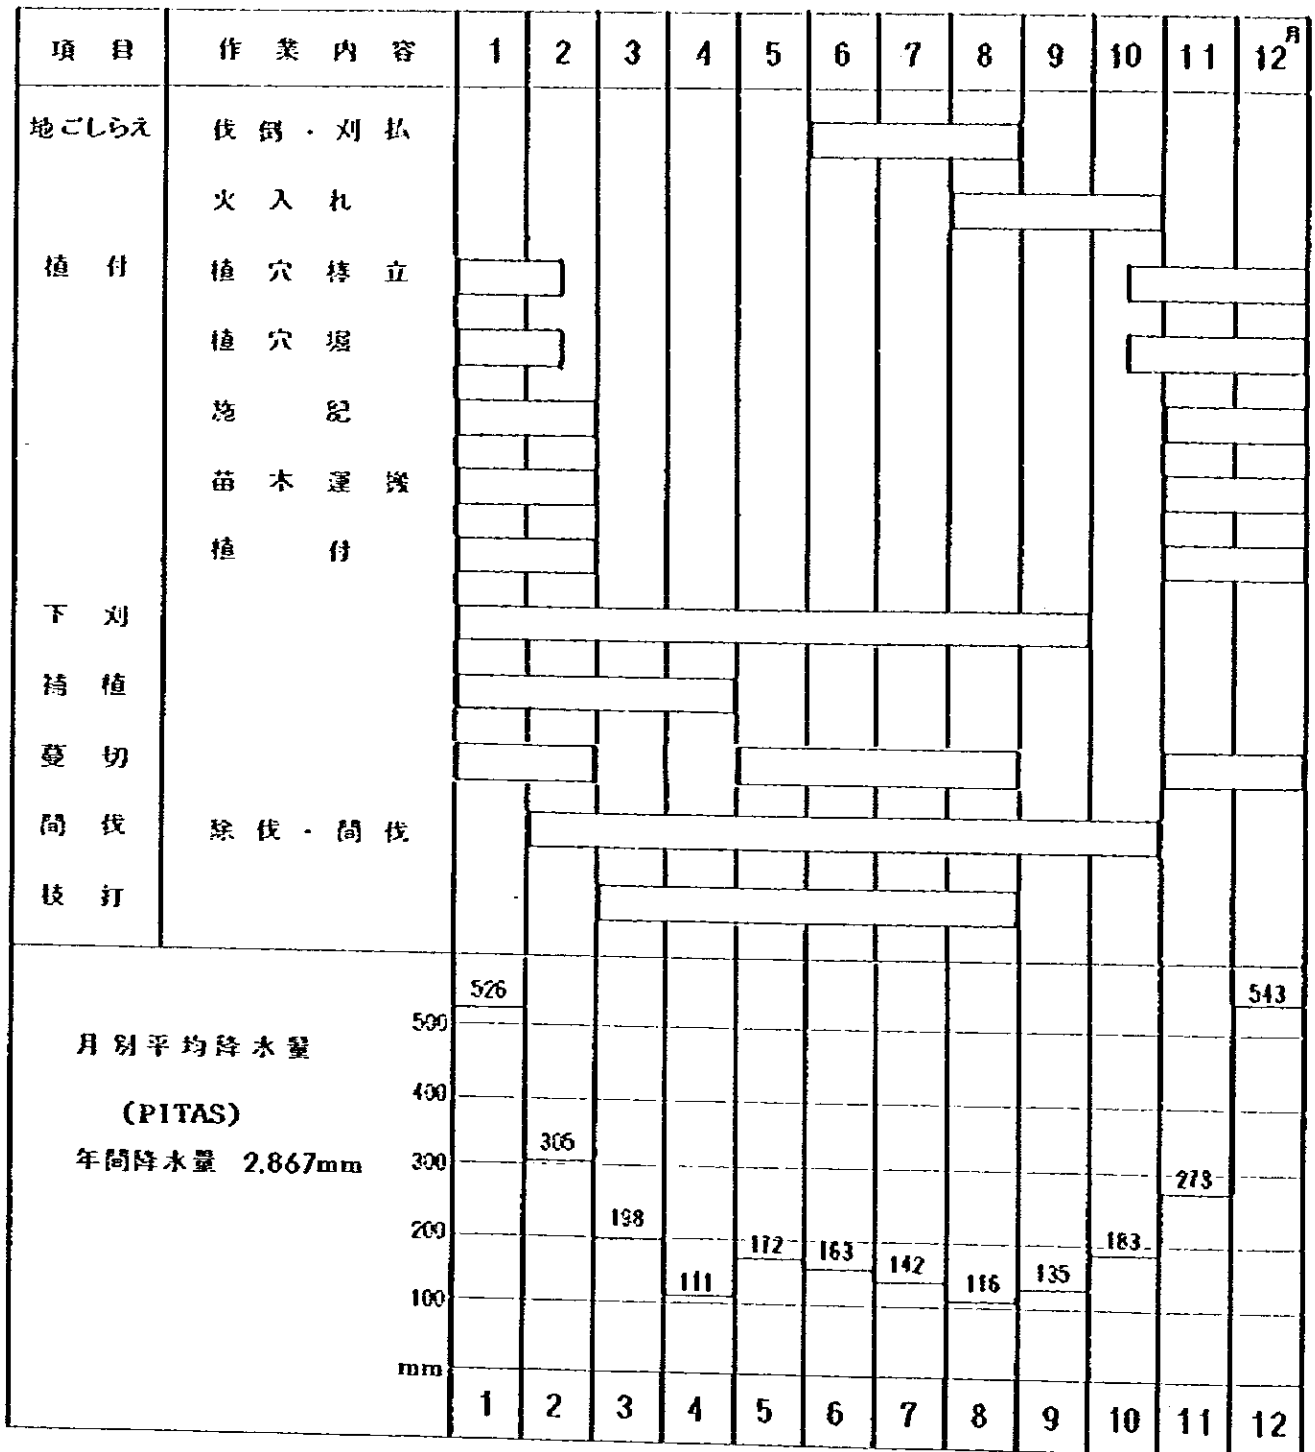 項目 作業内容 1 2 3 4 5 6 7 8 9 10 11 12月
地ごしらえ 伐倒・刈払
火入れ
植付 植穴棒立
植穴堀
施肥
苗木運搬
植付
下刈
補植
蔓切
間伐 除伐・間伐
枝打
526 543
500
月別平均降水量
400
(PITAS)
305
年間降水量 2,867mm 300
273
198
200
172 163 142 183
111 116 135
100
mm
1 2 3 4 5 6 7 8 9 10 11 12